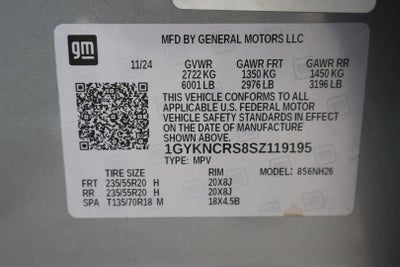 gm
MFD BY GENERAL MOTORS LLC
11/24 GVWR GAWR FRT GAWR RR
2722 KG 1350 KG 1450 KG
6001 LB 2976 LB 3196 LB
THIS VEHICLE CONFORMS TO ALL
APPLICABLE U.S. FEDERAL MOTOR
VEHICLE SAFETY STANDARDS IN EFFECT
ON THE DATE OF MANUFACTURE SHOWN ABOVE.
1GYKNCRS8SZ119195
TYPE: MPV
TIRE SIZE RIM MODEL: 856NH26
FRT 235/55R20 H 20X8J
RR 235/55R20 H 20X8J
SPA T135/70R18 M 18X4.5B